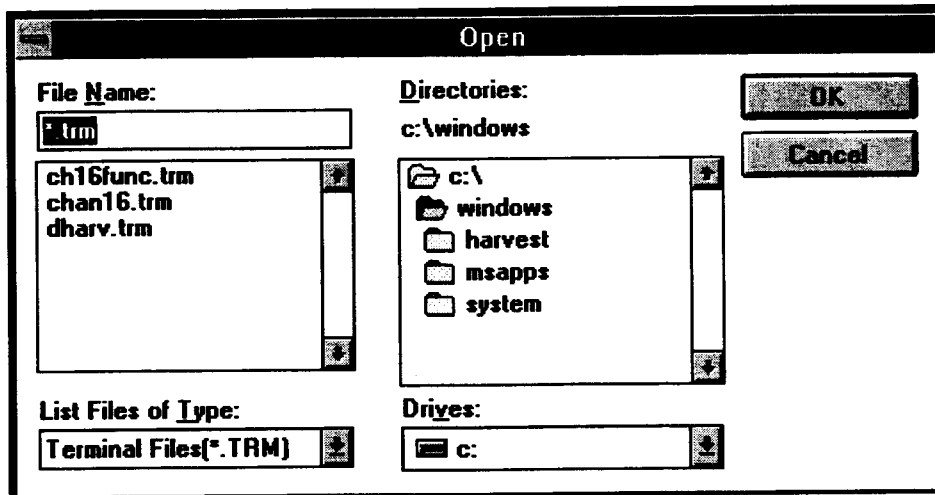 Open
File Name:
*.trm
ch16func.trm
chan16.trm
dharv.trm
List Files of Type:
Terminal Files(*.TRM)
Directories:
c:\windows
c:\
windows
harvest
msapps
system
Drives:
c:
OK
Cancel